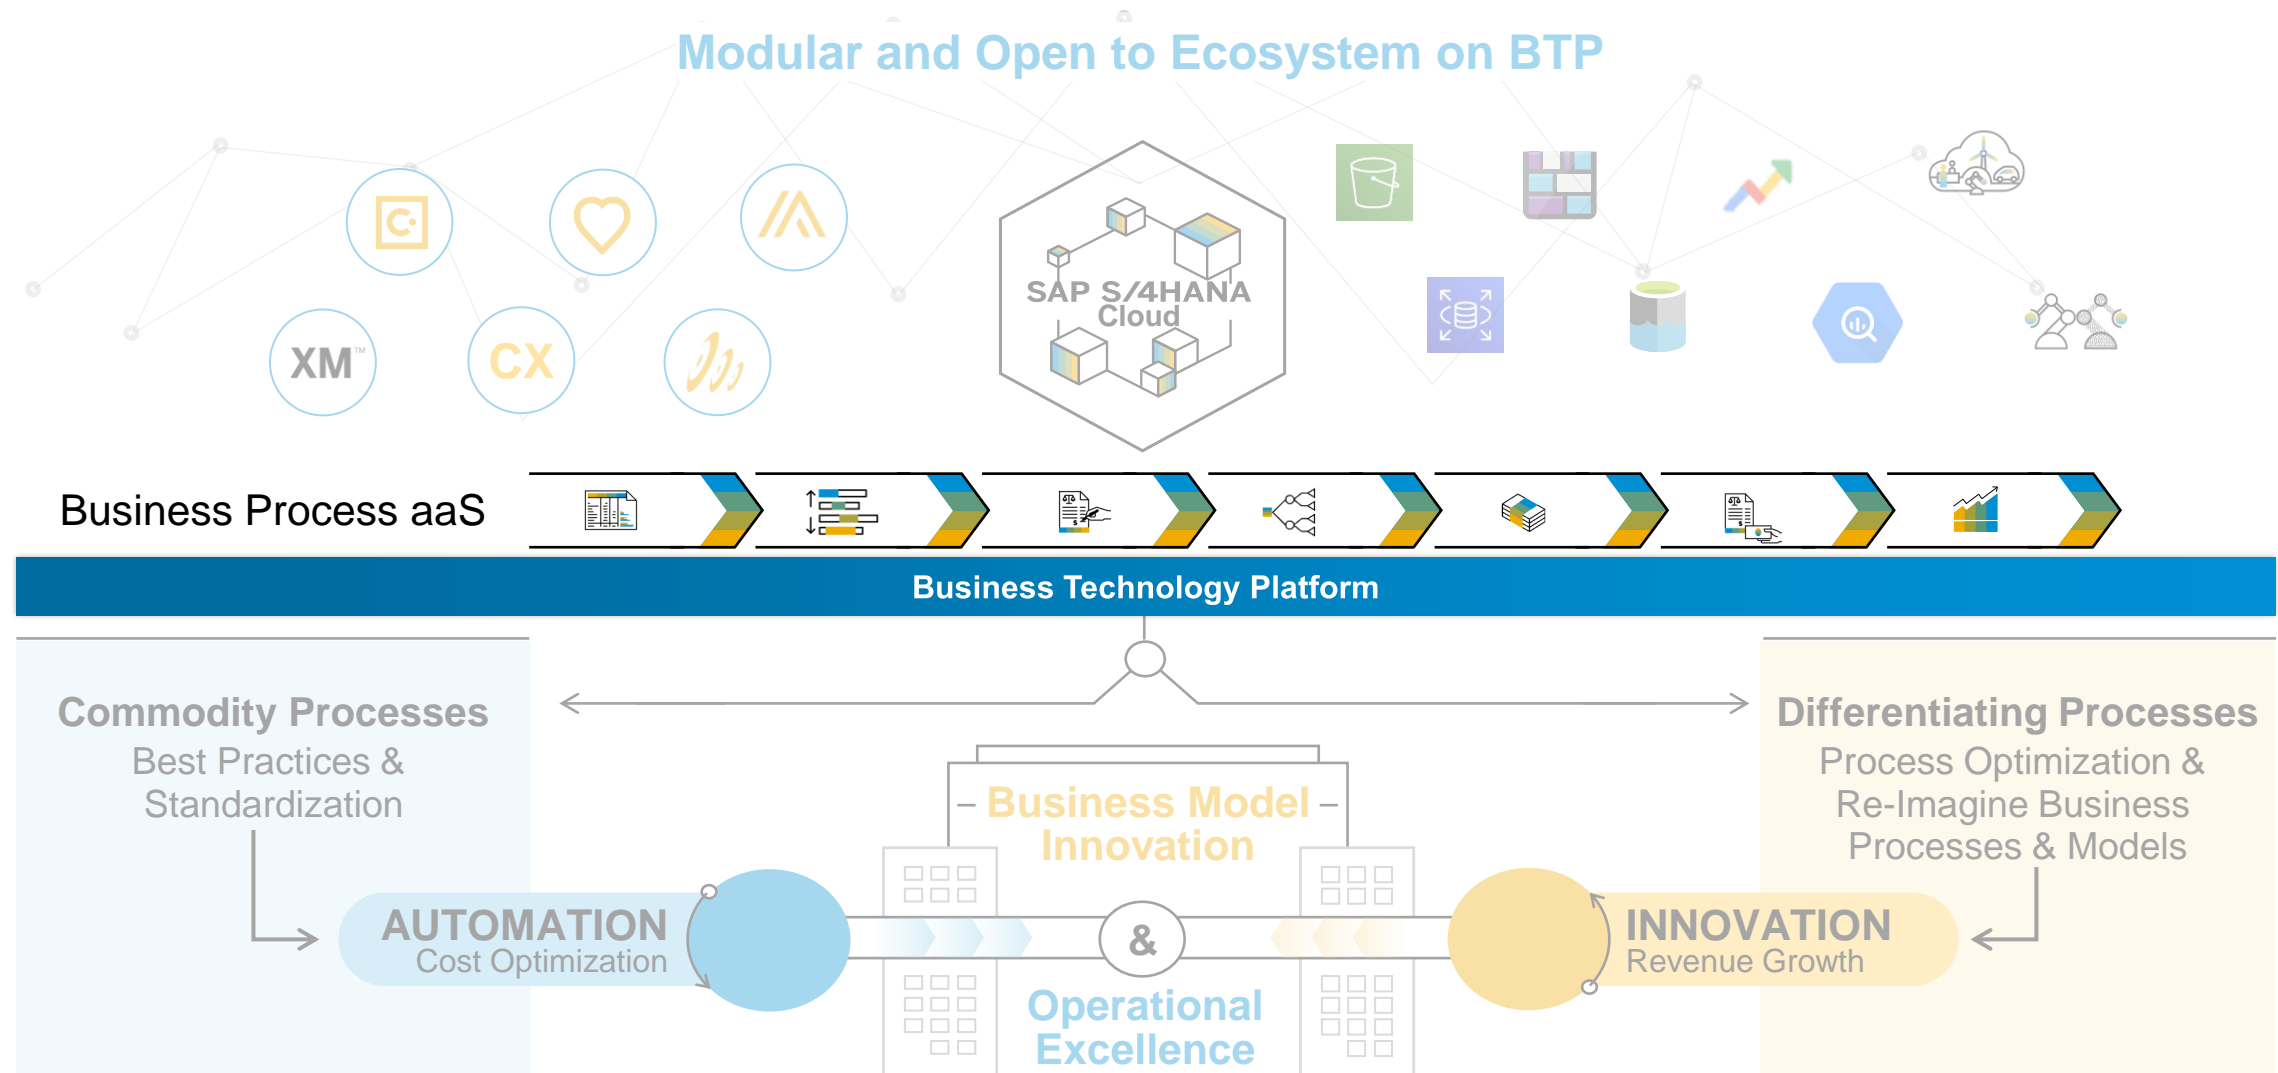 Modular and Open to Ecosystem on BTP
XM™
CX
SAP S/4HANA
Cloud
Business Process aaS
Business Technology Platform
Commodity Processes
Best Practices &
Standardization
AUTOMATION
Cost Optimization
Business Model
Innovation
&
Operational
Excellence
Differentiating Processes
Process Optimization &
Re-Imagine Business
Processes & Models
INNOVATION
Revenue Growth